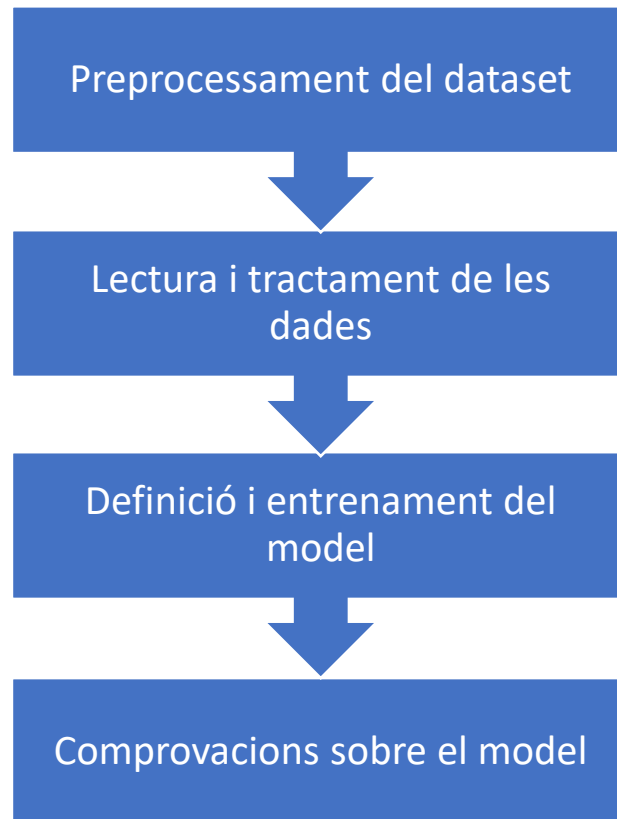 Preprocessament del dataset
Lectura i tractament de les
dades
Definició i entrenament del
model
Comprovacions sobre el model